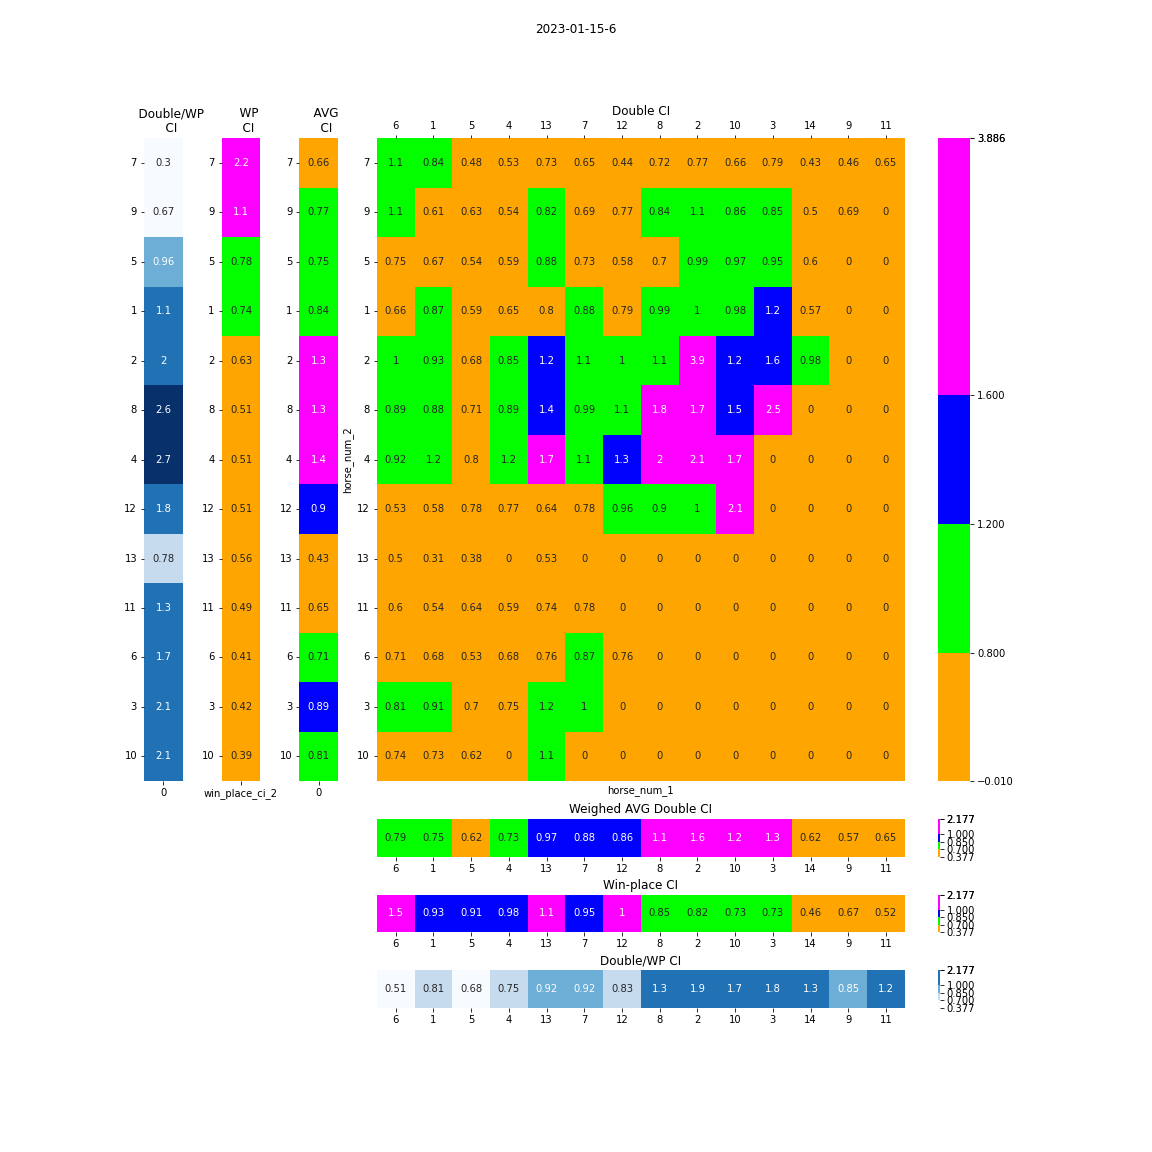 2023-01-15-6
Double/WP CI
WP CI
AVG CI
Double CI
6 1 5 4 13 7 12 8 2 10 3 14 9 11
7 0.3 7 2.2 7 0.66 7 1.1 0.84 0.48 0.53 0.73 0.65 0.44 0.72 0.77 0.66 0.79 0.43 0.46 0.65
9 0.67 9 1.1 9 0.77 9 1.1 0.61 0.63 0.54 0.82 0.69 0.77 0.84 1.1 0.86 0.85 0.5 0.69 0
5 0.96 5 0.78 5 0.75 5 0.75 0.67 0.54 0.59 0.88 0.73 0.58 0.7 0.99 0.97 0.95 0.6 0 0
1 1.1 1 0.74 1 0.84 1 0.66 0.87 0.59 0.65 0.8 0.88 0.79 0.99 1 0.98 1.2 0.57 0 0
2 2 2 0.63 2 1.3 2 1 0.93 0.68 0.85 1.2 1.1 1 1.1 3.9 1.2 1.6 0.98 0 0
8 2.6 8 0.51 8 1.3 8 0.89 0.88 0.71 0.89 1.4 0.99 1.1 1.8 1.7 1.5 2.5 0 0 0
4 2.7 4 0.51 4 1.4 4 0.92 1.2 0.8 1.2 1.7 1.1 1.3 2 2.1 1.7 0 0 0 0
12 1.8 12 0.51 12 0.9 12 0.53 0.58 0.78 0.77 0.64 0.78 0.96 0.9 1 2.1 0 0 0 0
13 0.78 13 0.56 13 0.43 13 0.5 0.31 0.38 0 0.53 0 0 0 0 0 0 0 0 0
11 1.3 11 0.49 11 0.65 11 0.6 0.54 0.64 0.59 0.74 0.78 0 0 0 0 0 0 0 0
6 1.7 6 0.41 6 0.71 6 0.71 0.68 0.53 0.68 0.76 0.87 0.76 0 0 0 0 0 0 0
3 2.1 3 0.42 3 0.89 3 0.81 0.91 0.7 0.75 1.2 1 0 0 0 0 0 0 0 0
10 2.1 10 0.39 10 0.81 10 0.74 0.73 0.62 0 1.1 0 0 0 0 0 0 0 0 0
0 win_place_ci_2 0
horse_num_2
horse_num_1
3.886
1.600
1.200
0.800
−0.010
Weighed AVG Double CI
0.79 0.75 0.62 0.73 0.97 0.88 0.86 1.1 1.6 1.2 1.3 0.62 0.57 0.65
6 1 5 4 13 7 12 8 2 10 3 14 9 11
2.177
1.000
0.850
0.700
0.377
Win-place CI
1.5 0.93 0.91 0.98 1.1 0.95 1 0.85 0.82 0.73 0.73 0.46 0.67 0.52
6 1 5 4 13 7 12 8 2 10 3 14 9 11
2.177
1.000
0.850
0.700
0.377
Double/WP CI
0.51 0.81 0.68 0.75 0.92 0.92 0.83 1.3 1.9 1.7 1.8 1.3 0.85 1.2
6 1 5 4 13 7 12 8 2 10 3 14 9 11
2.177
1.000
0.850
0.700
0.377